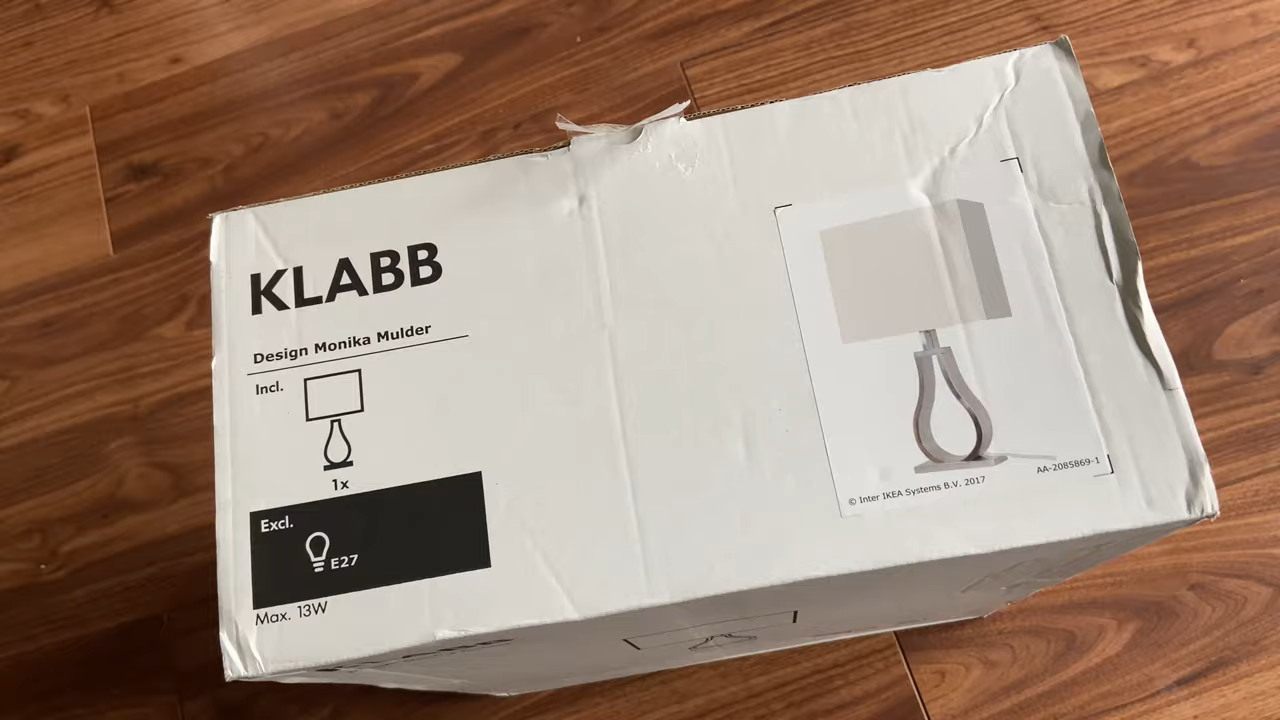 KLABB
Design Monika Mulder
Incl.
1x
Excl.
E27
Max. 13W
AA-2085869-1
© Inter IKEA Systems B.V. 2017